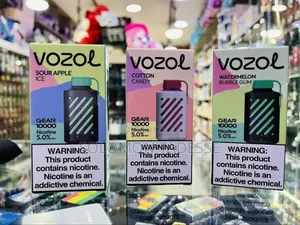 VOZOL
SOUR APPLE
ICE
GEAR
10000
Nicotine
5.0%
WARNING:
This product
contains nicotine.
Nicotine is an
addictive chemical.
VOZOL
COTTON
CANDY
GEAR
10000
Nicotine
5.0%
WARNING:
This product
contains nicotine.
Nicotine is an
addictive chemical.
VOZOL
WATERMELON
BUBBLE GUM
GEAR
10000
Nicotine
5.0%
WARNING:
This product
contains nicotine.
Nicotine is an
addictive chemical.